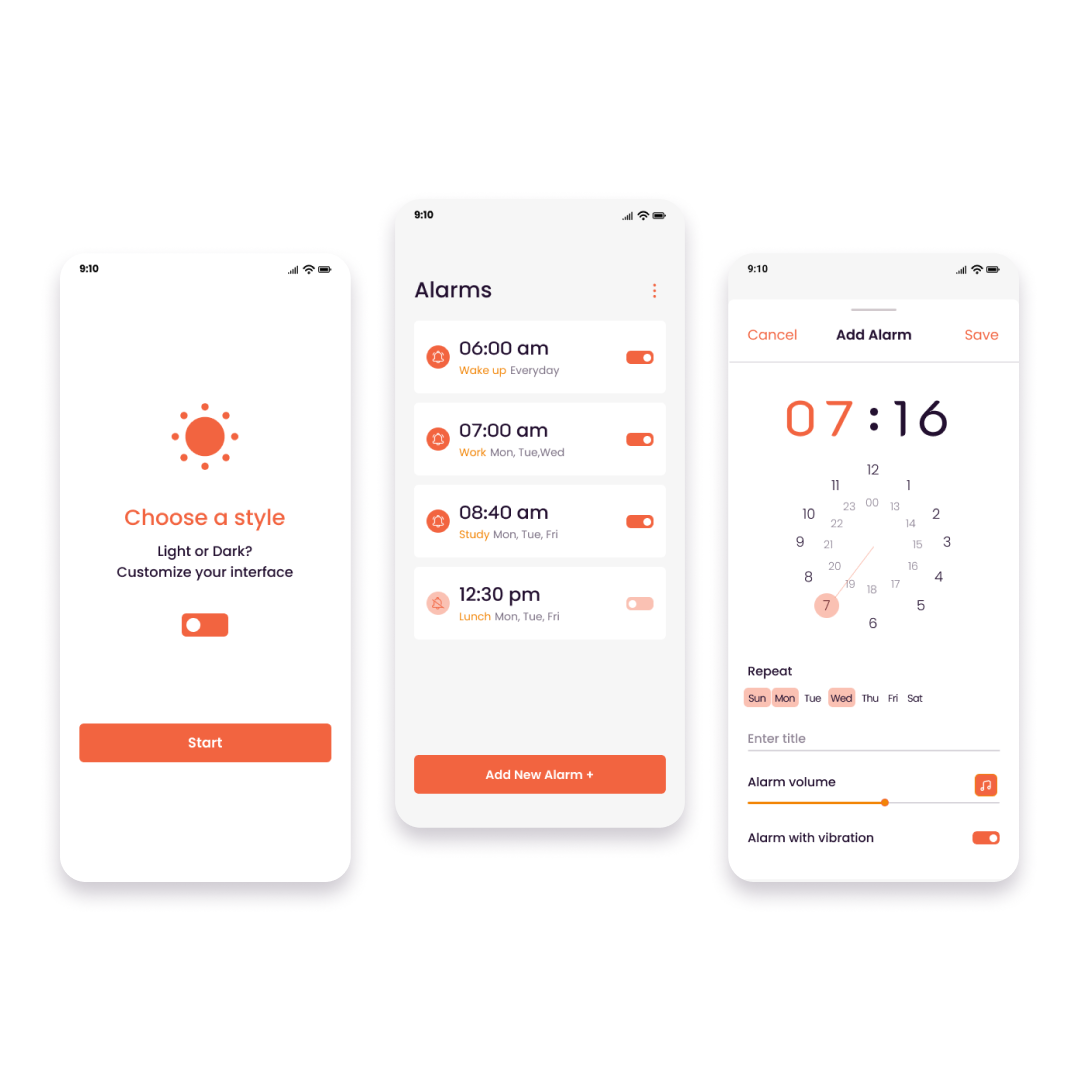 9:10
Choose a style
Light or Dark?
Customize your interface
Start
9:10
Alarms
06:00 am
Wake up Everyday
07:00 am
Work Mon, Tue,Wed
08:40 am
Study Mon, Tue, Fri
12:30 pm
Lunch Mon, Tue, Fri
Add New Alarm +
9:10
Cancel Add Alarm Save
07:16
12
11 1
23 00 13
10 2
22 14
9 21 15 3
20 16
8 4
19 18 17
7 5
6
Repeat
Sun Mon Tue Wed Thu Fri Sat
Enter title
Alarm volume
Alarm with vibration